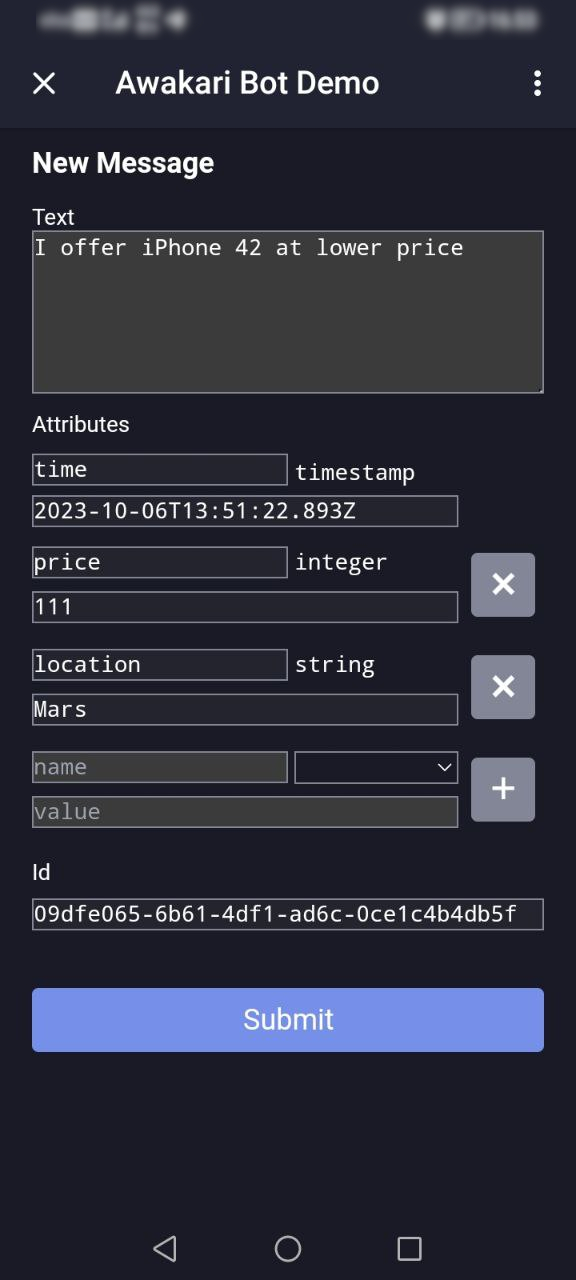 Awakari Bot Demo
New Message
Text
I offer iPhone 42 at lower price
Attributes
time timestamp
2023-10-06T13:51:22.893Z
price integer
111
location string
Mars
name
value
Id
09dfe065-6b61-4df1-ad6c-0ce1c4b4db5f
Submit